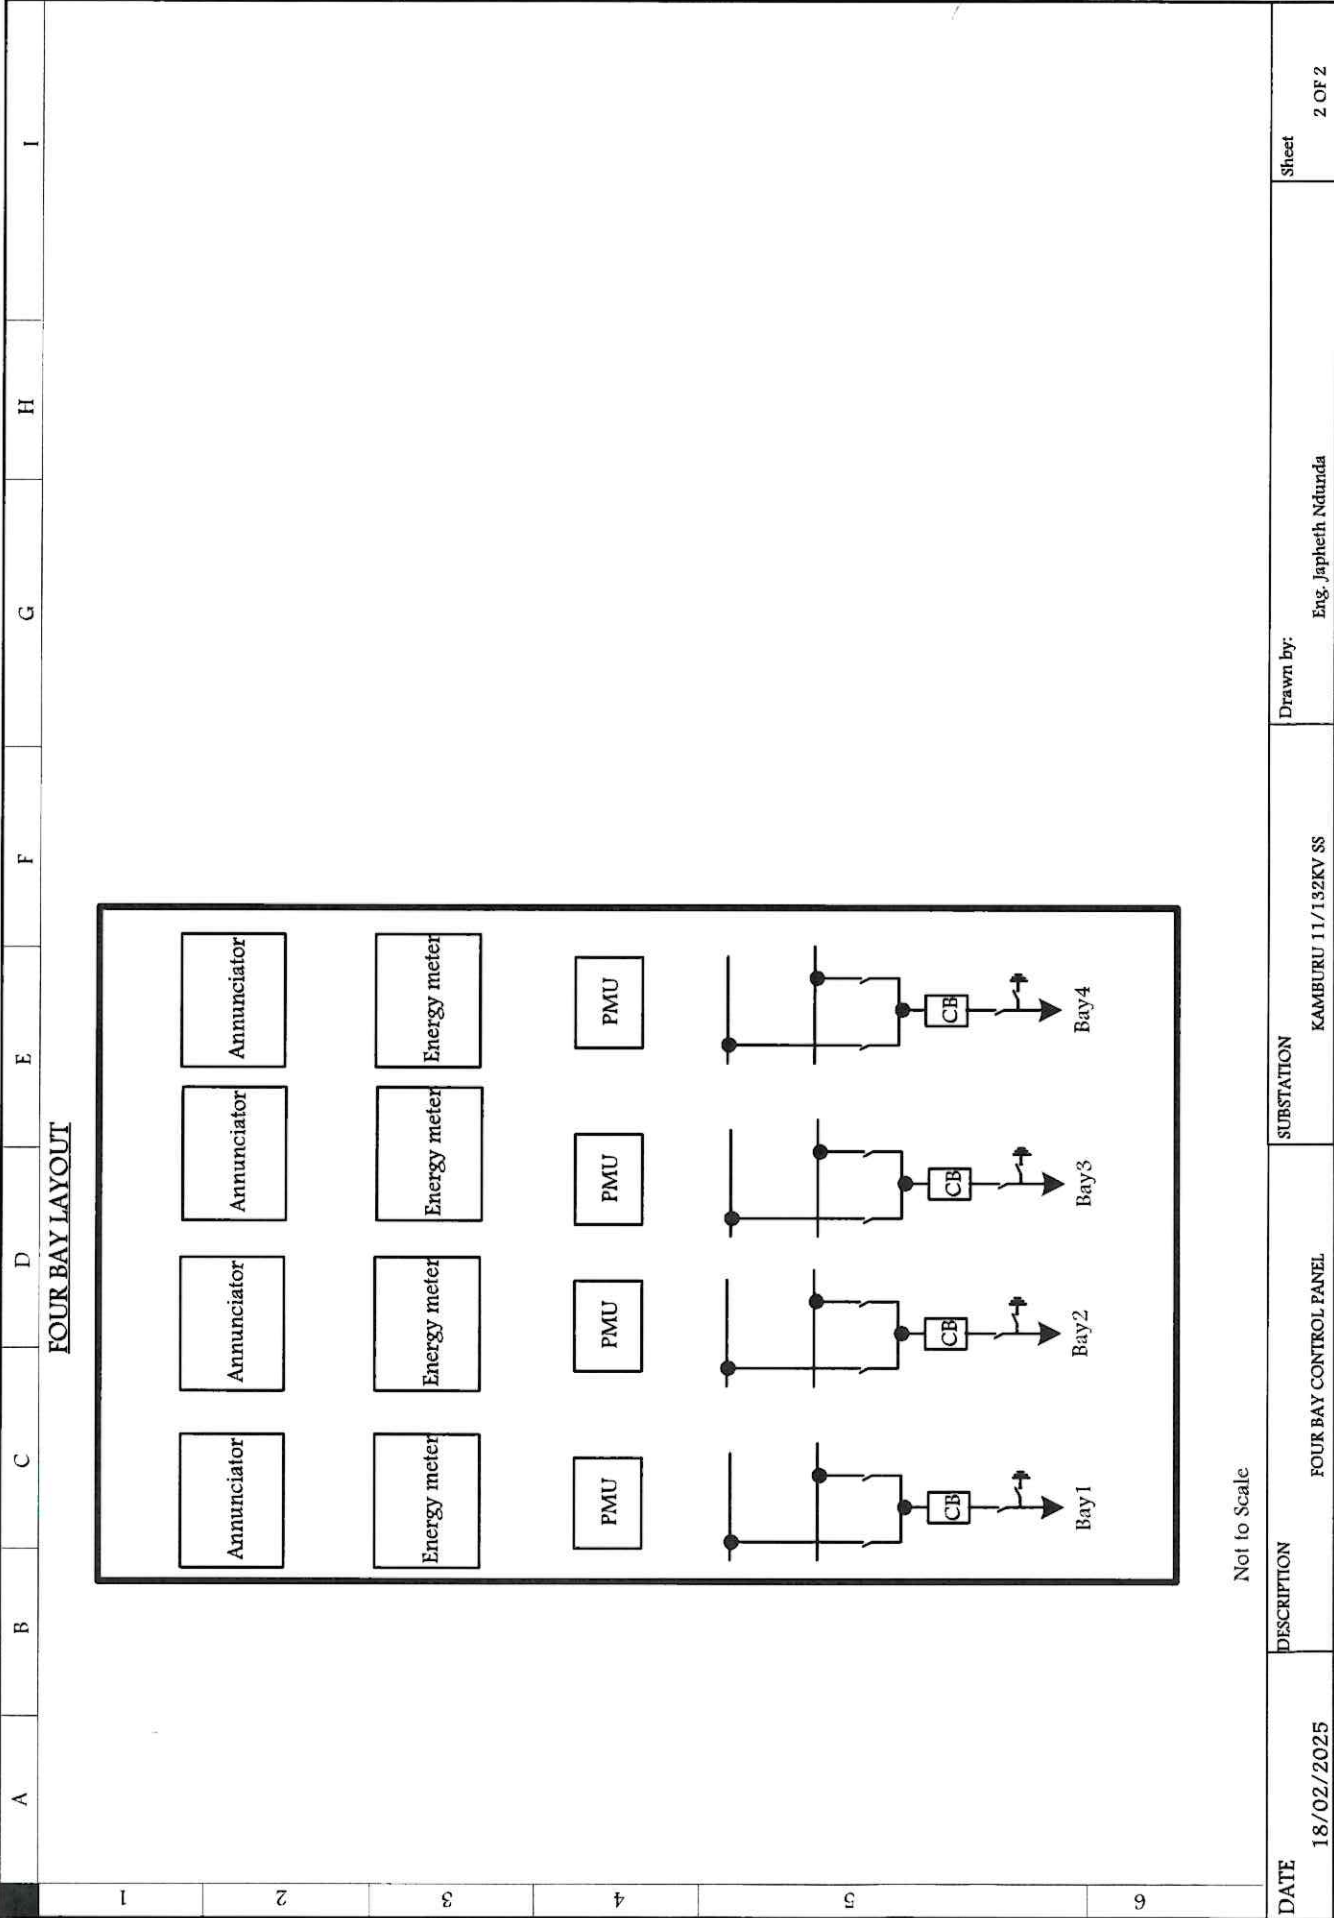 A B C D E F G H I
1
2
3
4
5
6
FOUR BAY LAYOUT
Annunciator Annunciator Annunciator Annunciator
Energy meter Energy meter Energy meter Energy meter
PMU PMU PMU PMU
CB CB CB CB
Bay1 Bay2 Bay3 Bay4
Not to Scale
DATE DESCRIPTION SUBSTATION Drawn by: Sheet
18/02/2025 FOUR BAY CONTROL PANEL KAMBURU 11/132KV SS Eng. Japheth Ndunda 2 OF 2